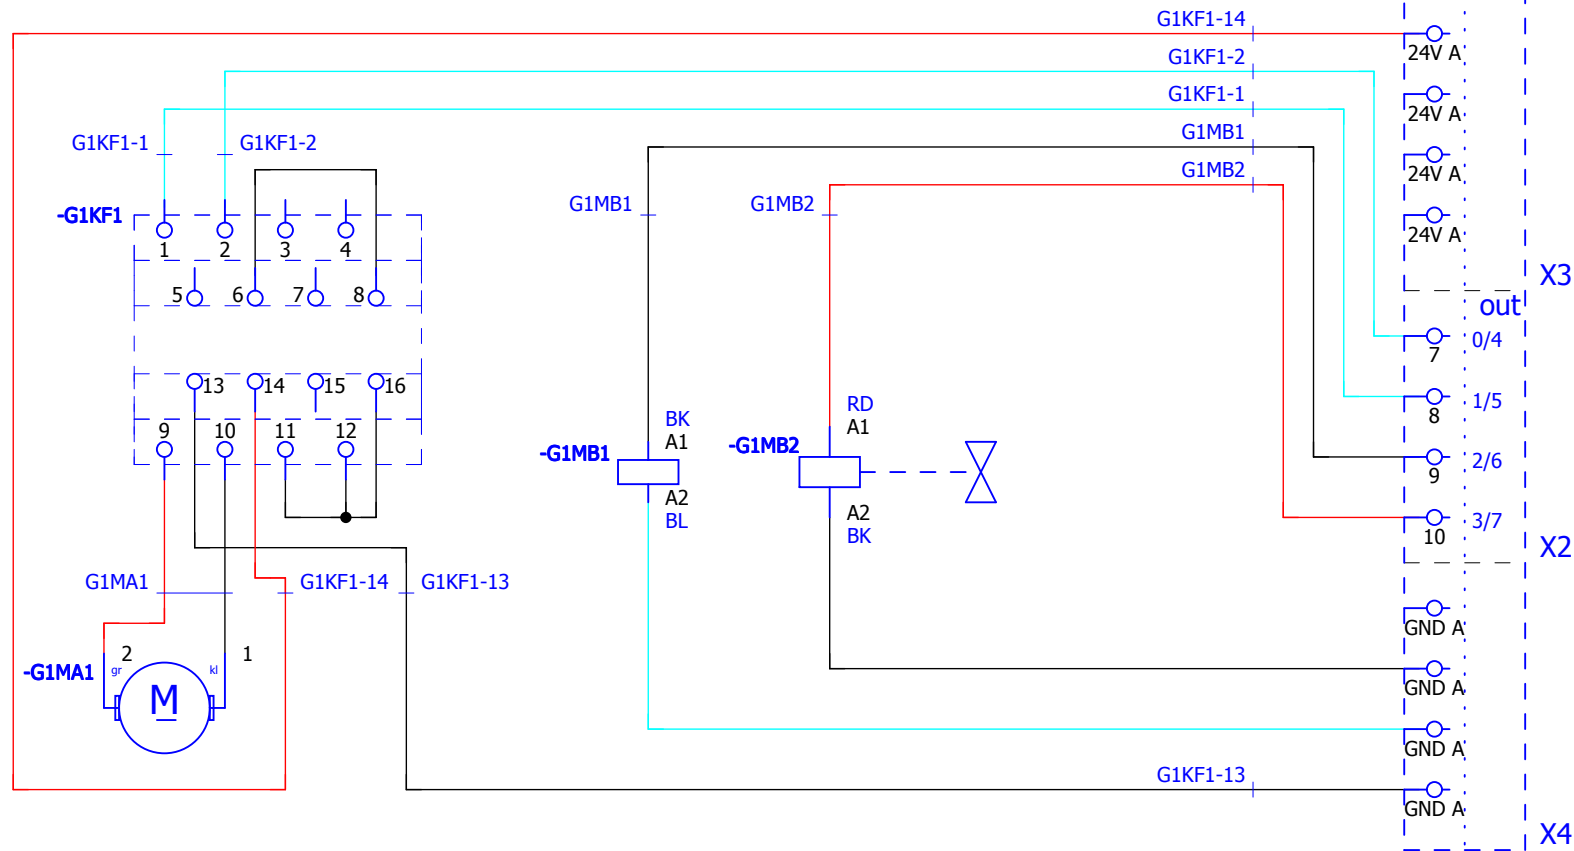 G1KF1-14
24V A
G1KF1-2
G1KF1-1
24V A
G1MB1
G1KF1-1
G1KF1-2
24V A
G1MB2
G1MB1
G1MB2
-G1KF1
1
2
3
4
24V A
X3
5
6
7
8
out
7
0/4
13
14
15
16
8
1/5
9
10
11
12
BK
A1
-G1MB1
A2
BL
RD
A1
-G1MB2
A2
BK
9
2/6
10
3/7
X2
G1MA1
G1KF1-14
G1KF1-13
GND A
2
1
gr
kl
-G1MA1
M
GND A
GND A
G1KF1-13
GND A
X4